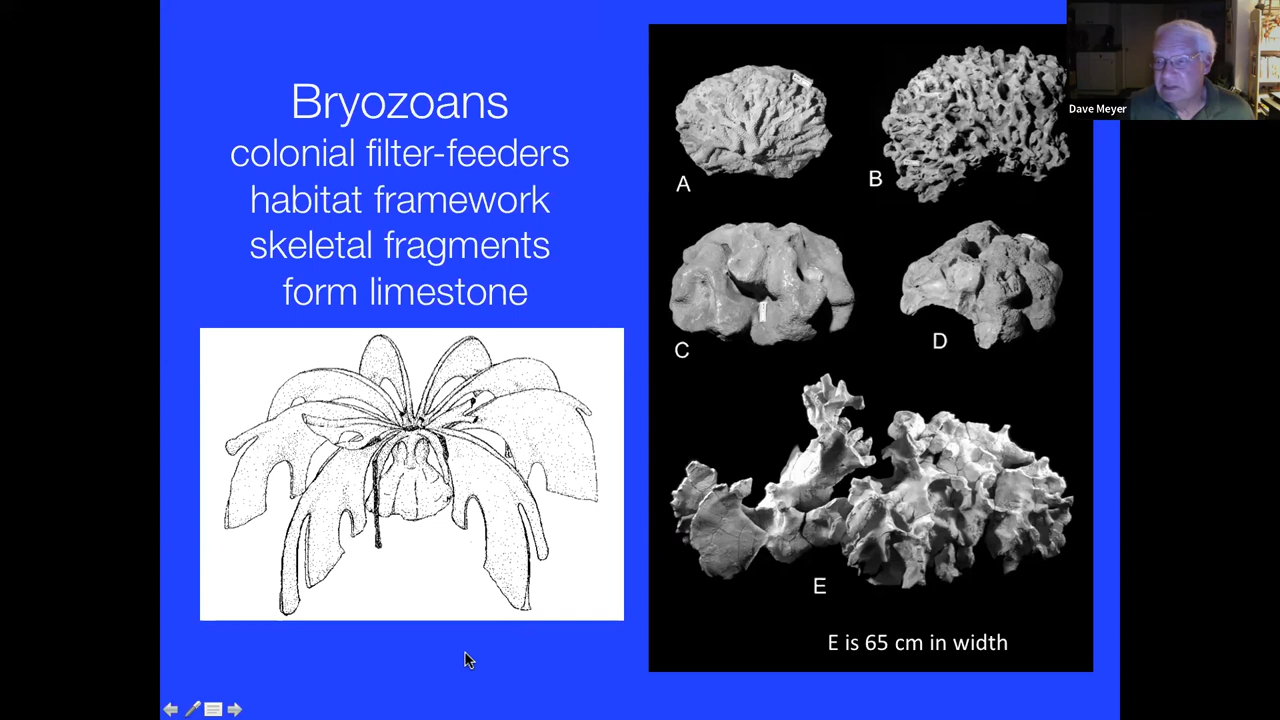 Bryozoans
colonial filter-feeders
habitat framework
skeletal fragments
form limestone
A
B
Dave Meyer
C
D
E
E is 65 cm in width